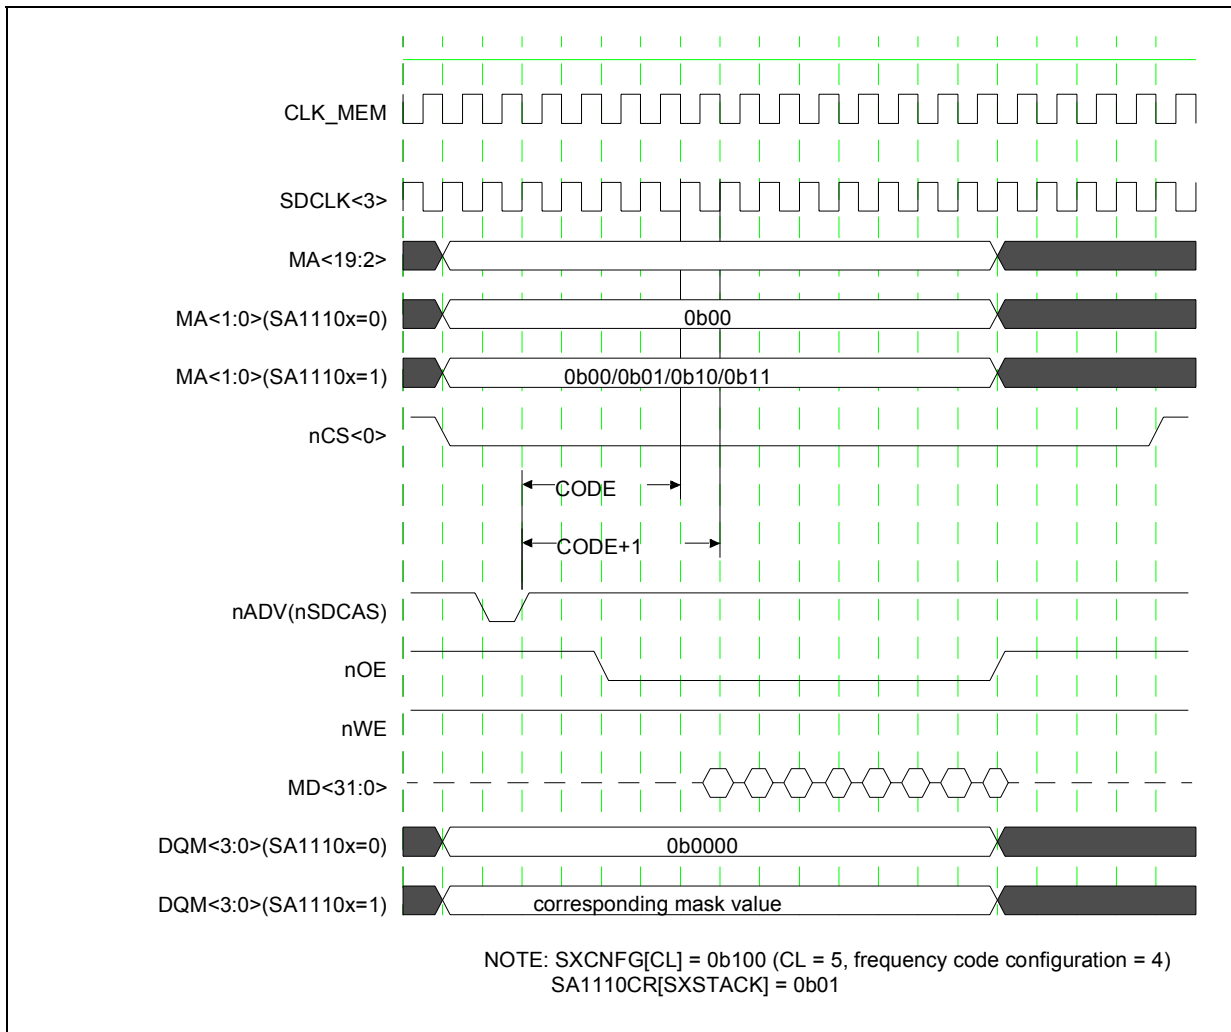 CLK_MEM
SDCLK<3>
MA<19:2>
MA<1:0>(SA1110x=0)
0b00
MA<1:0>(SA1110x=1)
0b00/0b01/0b10/0b11
nCS<0>
CODE
CODE+1
nADV(nSDCAS)
nOE
nWE
MD<31:0>
DQM<3:0>(SA1110x=0)
0b0000
DQM<3:0>(SA1110x=1)
corresponding mask value
NOTE: SXCNFG[CL] = 0b100 (CL = 5, frequency code configuration = 4)
SA1110CR[SXSTACK] = 0b01